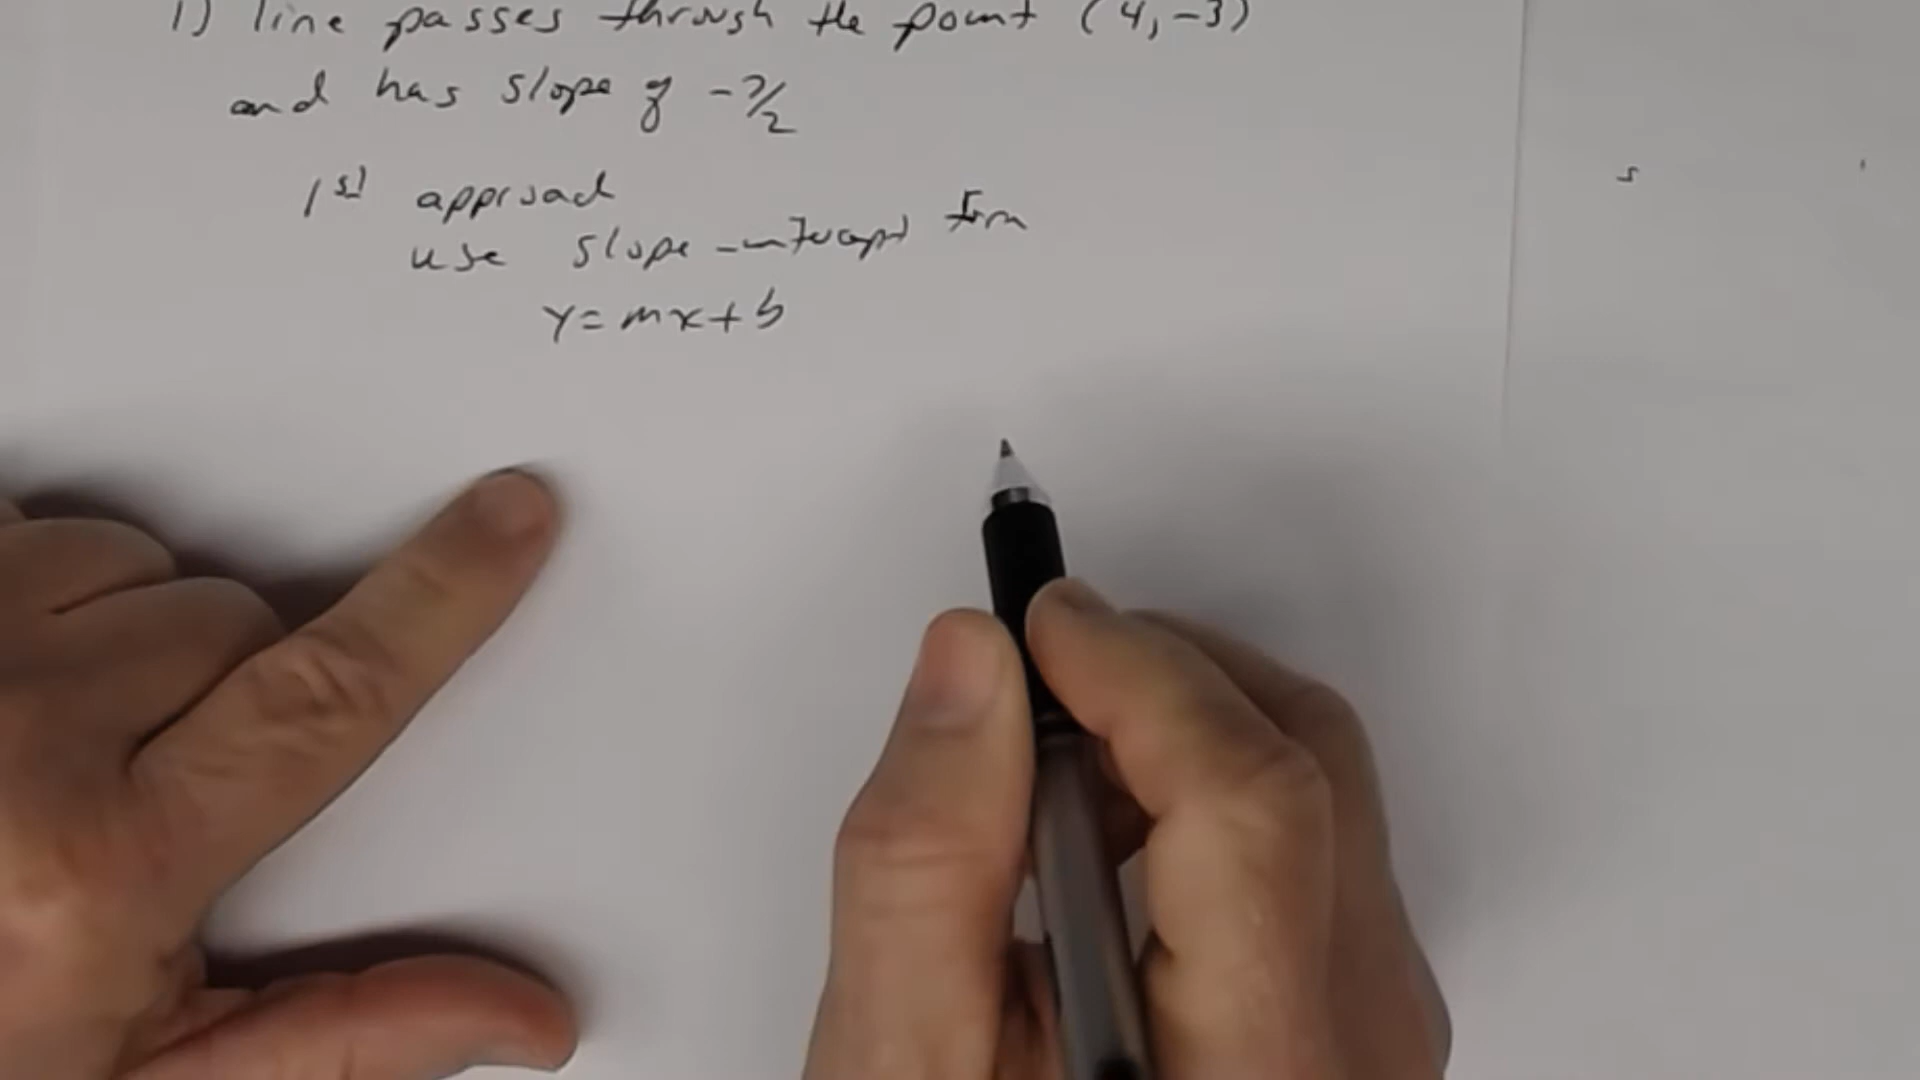 1) line passes through the point (4,-3)
and has slope of -7/2
1st approach
use slope-intercept form
y=mx+b